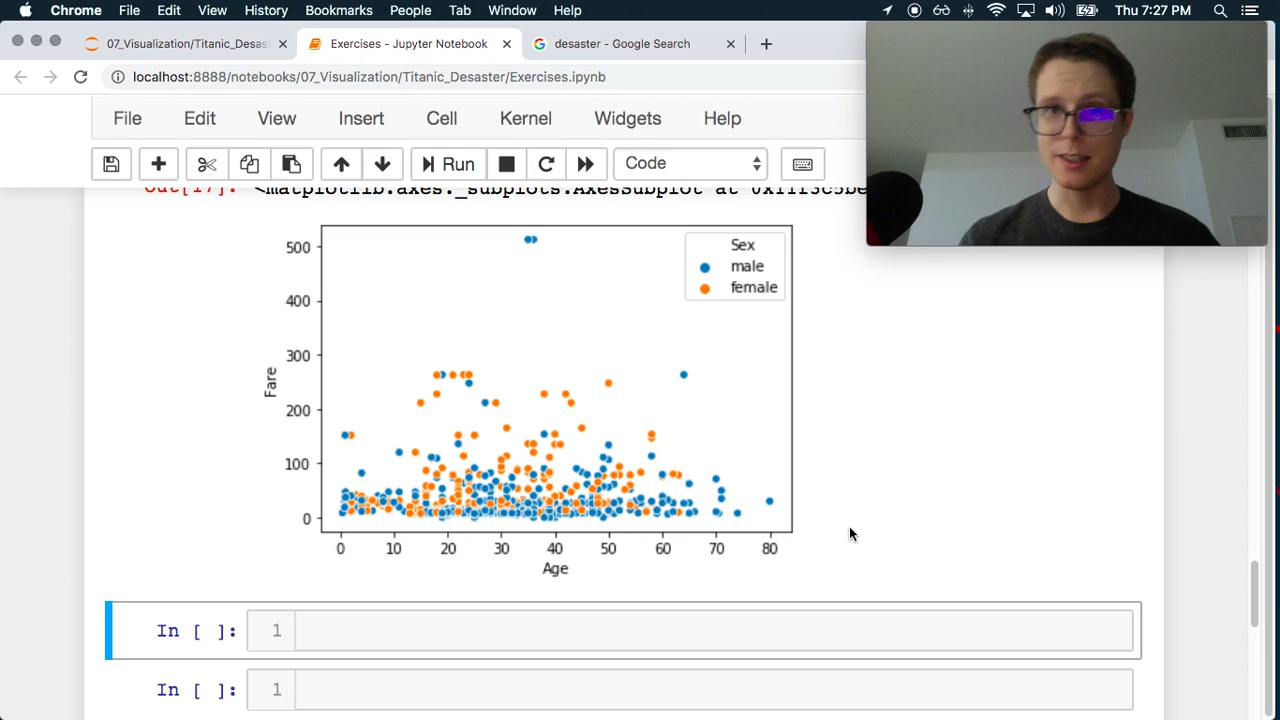 Chrome File Edit View History Bookmarks People Tab Window Help Thu 7:27 PM
07_Visualization/Titanic_Desast Exercises - Jupyter Notebook desaster - Google Search
localhost:8888/notebooks/07_Visualization/Titanic_Desaster/Exercises.ipynb
File Edit View Insert Cell Kernel Widgets Help
Run Code
Out[17]: <matplotlib.axes._subplots.AxesSubplot at
Sex
male
female
500
400
300
200
100
0
Fare
0 10 20 30 40 50 60 70 80
Age
In [ ]: 1
In [ ]: 1